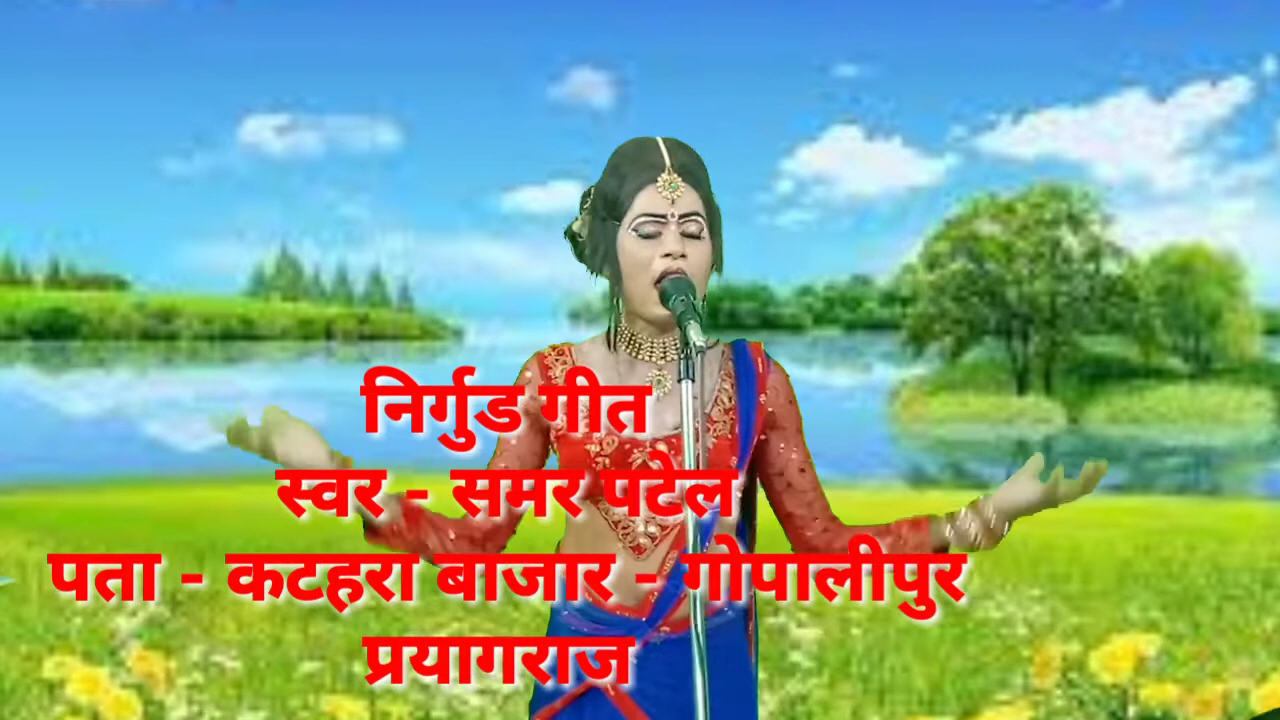 निर्गुड गीत
स्वर - समर पटेल
पता - कटहरा बाजार - गोपालीपुर
प्रयागराज